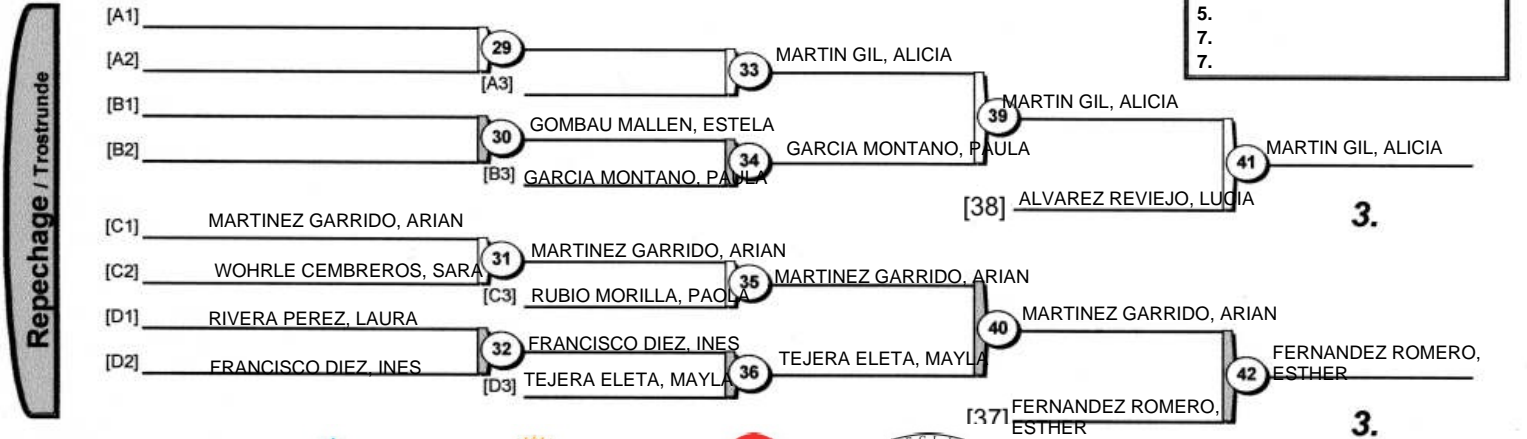 Repechage / Trostrunde
5.
7.
7.
[A1]
[A2]
29
[A3]
33
MARTIN GIL, ALICIA
[B1]
[B2]
30
GOMBAU MALLEN, ESTELA
[B3] GARCIA MONTANO, PAULA
34
GARCIA MONTANO, PAULA
39
MARTIN GIL, ALICIA
[38] ALVAREZ REVIEJO, LUCIA
41
MARTIN GIL, ALICIA
3.
[C1] MARTINEZ GARRIDO, ARIAN
[C2] WOHRLE CEMBREROS, SARA
31
MARTINEZ GARRIDO, ARIAN
[C3] RUBIO MORILLA, PAOLA
35
MARTINEZ GARRIDO, ARIAN
[D1] RIVERA PEREZ, LAURA
[D2] FRANCISCO DIEZ, INES
32
FRANCISCO DIEZ, INES
[D3] TEJERA ELETA, MAYLA
36
TEJERA ELETA, MAYLA
40
MARTINEZ GARRIDO, ARIAN
[37] FERNANDEZ ROMERO,
ESTHER
42
FERNANDEZ ROMERO,
ESTHER
3.